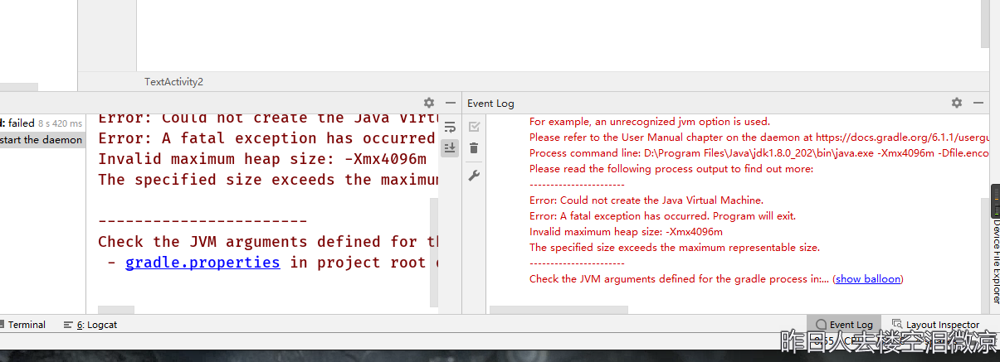 TextActivity2
d: failed 8 s 420 ms
start the daemon
Error: Could not create the Java Virtu
Error: A fatal exception has occurred
Invalid maximum heap size: -Xmx4096m
The specified size exceeds the maximum
-----------------------
Check the JVM arguments defined for th
- gradle.properties in project root
Event Log
For example, an unrecognized jvm option is used.
Please refer to the User Manual chapter on the daemon at https://docs.gradle.org/6.1.1/usergu
Process command line: D:\Program Files\Java\jdk1.8.0_202\bin\java.exe -Xmx4096m -Dfile.enco
Please read the following process output to find out more:
-----------------------
Error: Could not create the Java Virtual Machine.
Error: A fatal exception has occurred. Program will exit.
Invalid maximum heap size: -Xmx4096m
The specified size exceeds the maximum representable size.
-----------------------
Check the JVM arguments defined for the gradle process in:... (show balloon)
Device File Explorer
Terminal
6: Logcat
Event Log
Layout Inspector
昨日人去楼空泪微凉